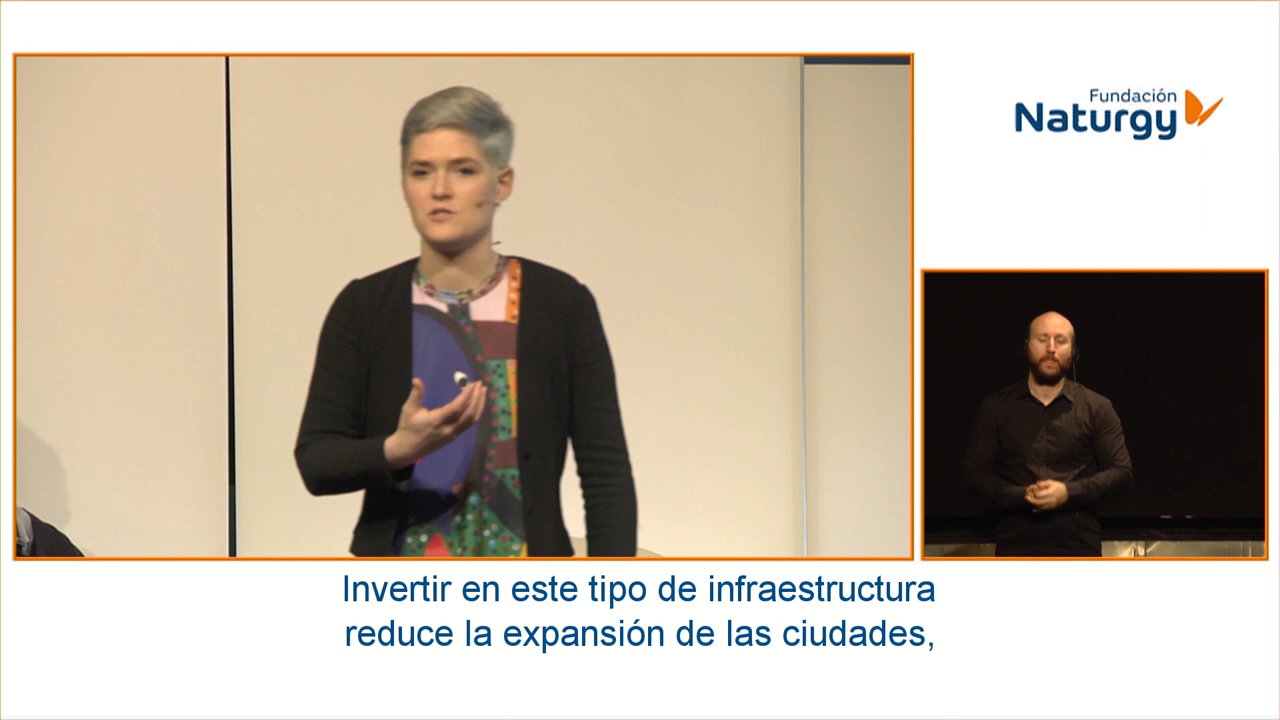 Fundación
Naturgy
Invertir en este tipo de infraestructura
reduce la expansión de las ciudades,